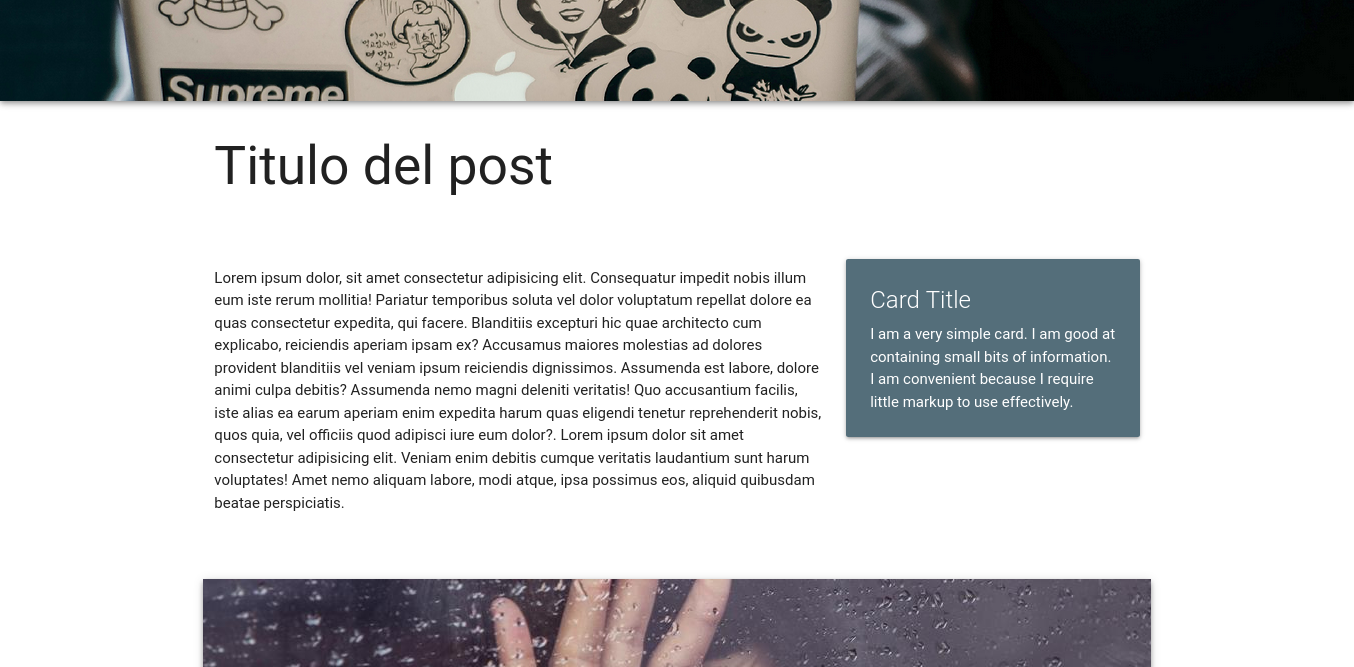 Supreme
Titulo del post
Lorem ipsum dolor, sit amet consectetur adipisicing elit. Consequatur impedit nobis illum
eum iste rerum mollitia! Pariatur temporibus soluta vel dolor voluptatum repellat dolore ea
quas consectetur expedita, qui facere. Blanditiis excepturi hic quae architecto cum
explicabo, reiciendis aperiam ipsam ex? Accusamus maiores molestias ad dolores
provident blanditiis vel veniam ipsum reiciendis dignissimos. Assumenda est labore, dolore
animi culpa debitis? Assumenda nemo magni deleniti veritatis! Quo accusantium facilis,
iste alias ea earum aperiam enim expedita harum quas eligendi tenetur reprehenderit nobis,
quos quia, vel officiis quod adipisci iure eum dolor?. Lorem ipsum dolor sit amet
consectetur adipisicing elit. Veniam enim debitis cumque veritatis laudantium sunt harum
voluptates! Amet nemo aliquam labore, modi atque, ipsa possimus eos, aliquid quibusdam
beatae perspiciatis.
Card Title
I am a very simple card. I am good at
containing small bits of information.
I am convenient because I require
little markup to use effectively.